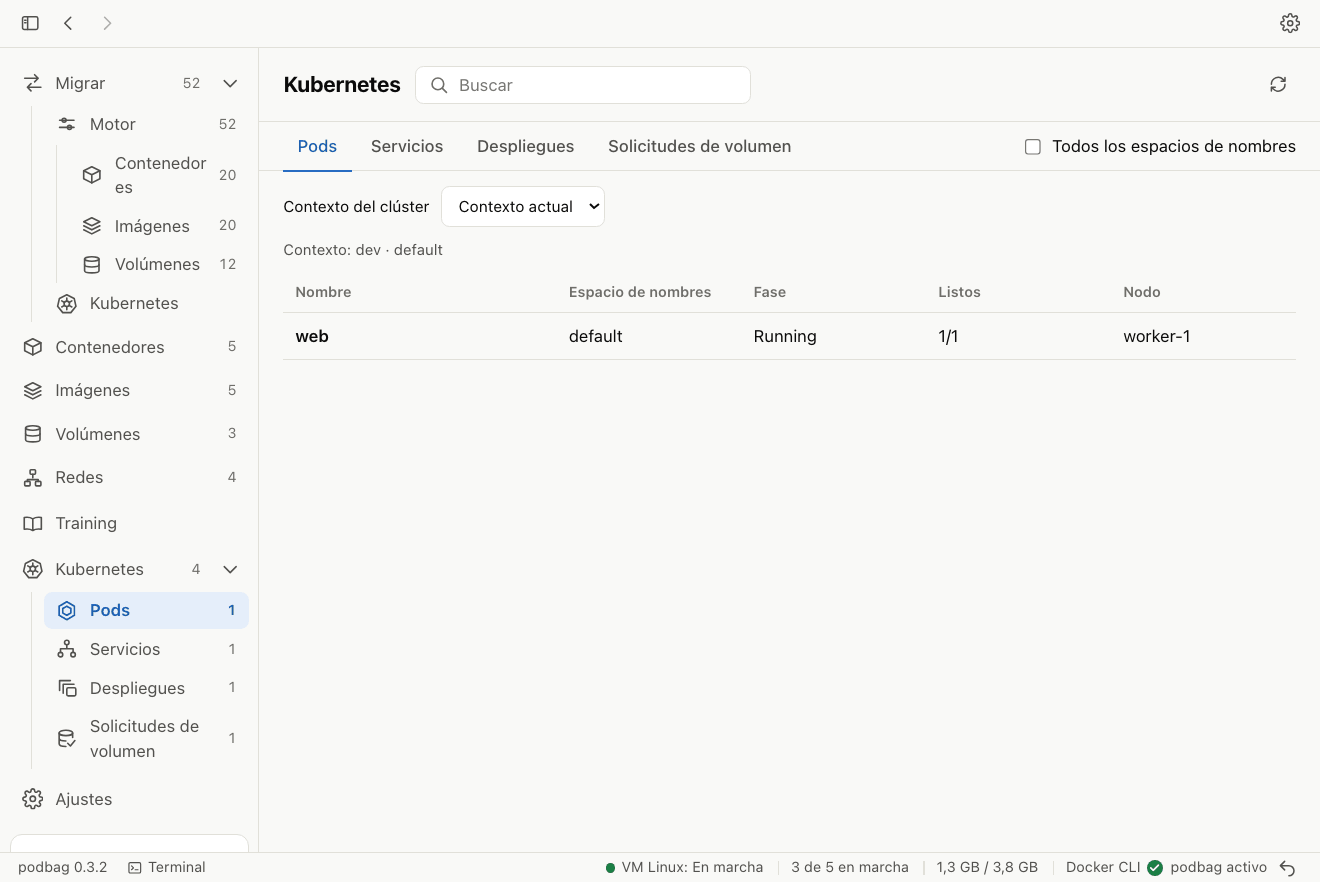 Migrar 52
Motor 52
Contenedor
es 20
Imágenes 20
Volúmenes 12
Kubernetes
Contenedores 5
Imágenes 5
Volúmenes 3
Redes 4
Training
Kubernetes 4
Pods 1
Servicios 1
Despliegues 1
Solicitudes de
volumen 1
Ajustes
Kubernetes Buscar
Pods Servicios Despliegues Solicitudes de volumen Todos los espacios de nombres
Contexto del clúster Contexto actual
Contexto: dev · default
Nombre Espacio de nombres Fase Listos Nodo
web default Running 1/1 worker-1
podbag 0.3.2 Terminal VM Linux: En marcha 3 de 5 en marcha 1,3 GB / 3,8 GB Docker CLI podbag activo